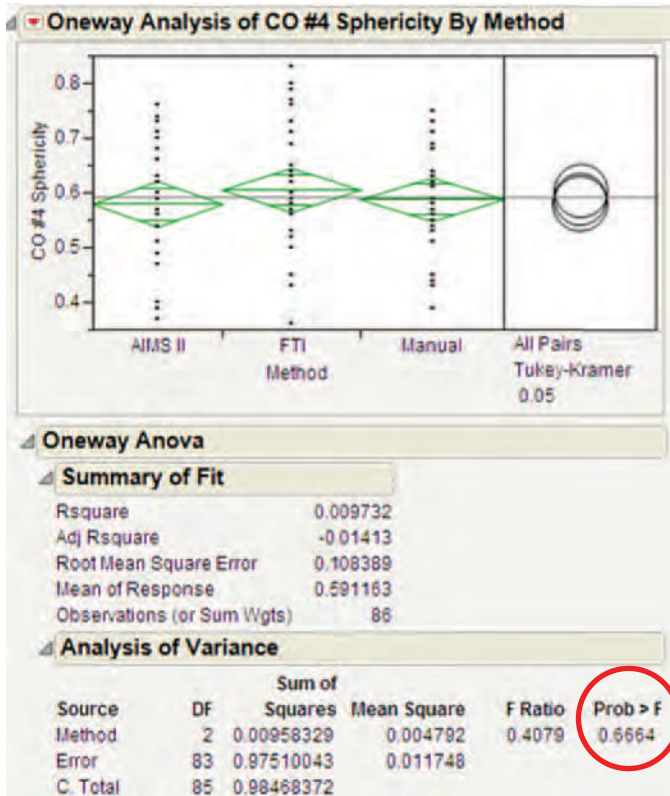 Oneway Analysis of CO #4 Sphericity By Method
CO #4 Sphericity
0.8
0.7
0.6
0.5
0.4
AIMS II FTI Manual All Pairs
Method Tukey-Kramer
0.05
Oneway Anova
Summary of Fit
Rsquare 0.009732
Adj Rsquare -0.01413
Root Mean Square Error 0.108389
Mean of Response 0.591163
Observations (or Sum Wgts) 86
Analysis of Variance
Sum of
Source DF Squares Mean Square F Ratio Prob > F
Method 2 0.00958329 0.004792 0.4079 0.6664
Error 83 0.97510043 0.011748
C. Total 85 0.98468372